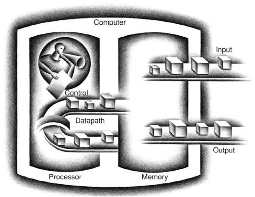 Computer
Input
Control
Datapath
Output
Processor
Memory